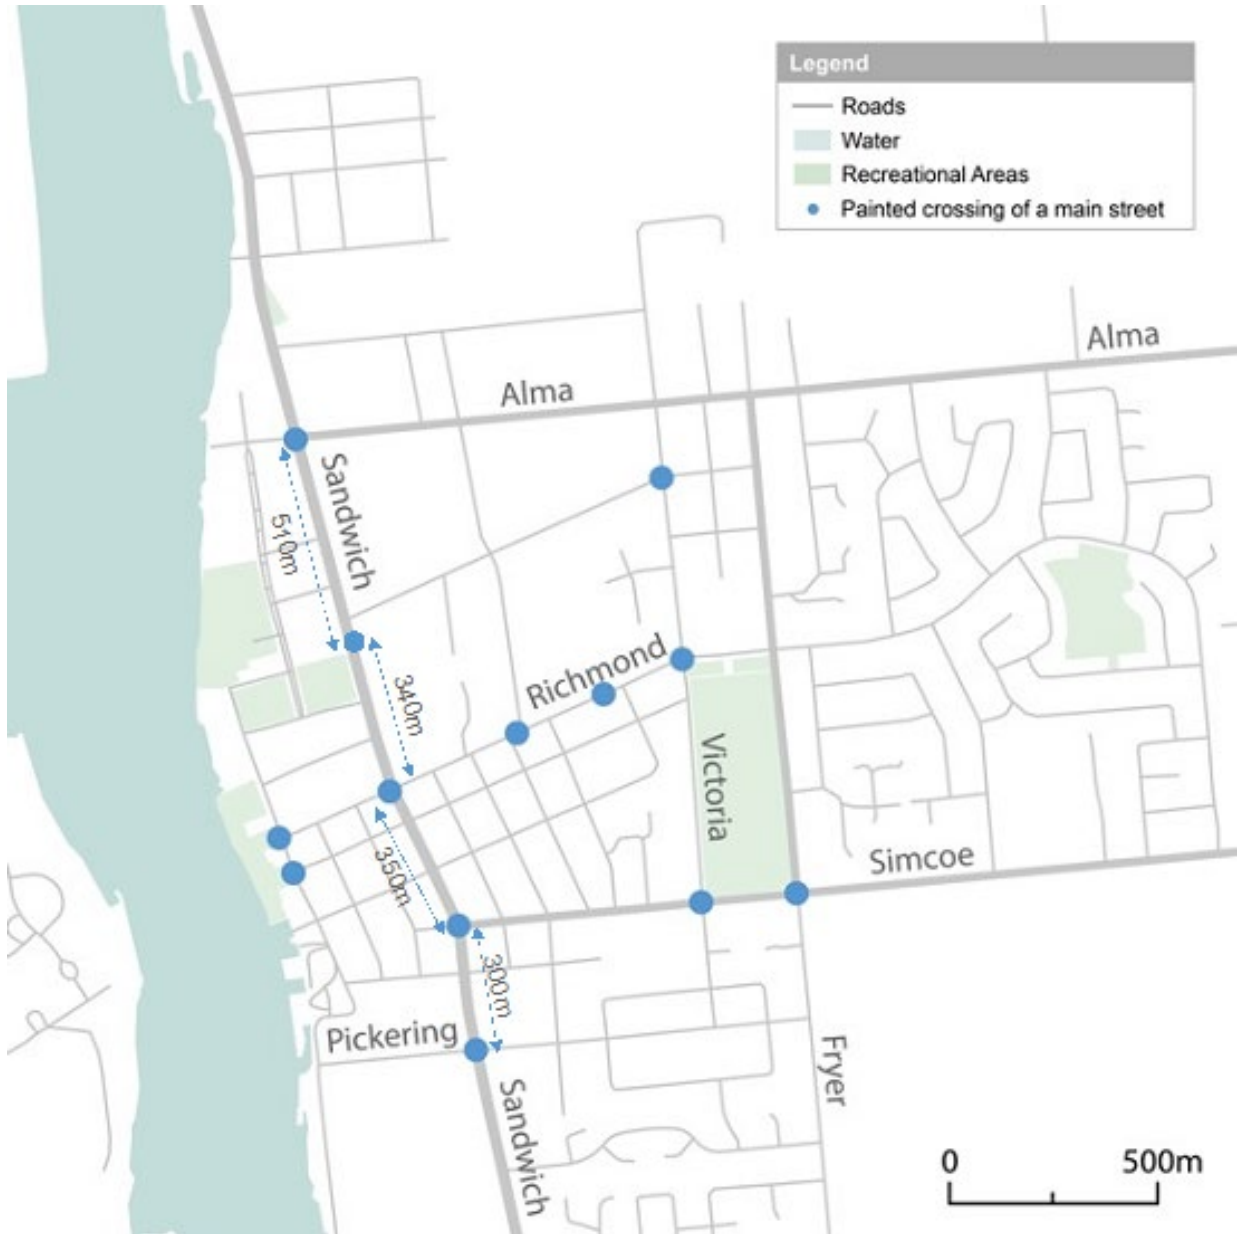 Legend
Roads
Water
Recreational Areas
Painted crossing of a main street
Alma
Alma
Sandwich
510m
340m
Richmond
Victoria
350m
Simcoe
300m
Pickering
Fryer
Sandwich
0 500m